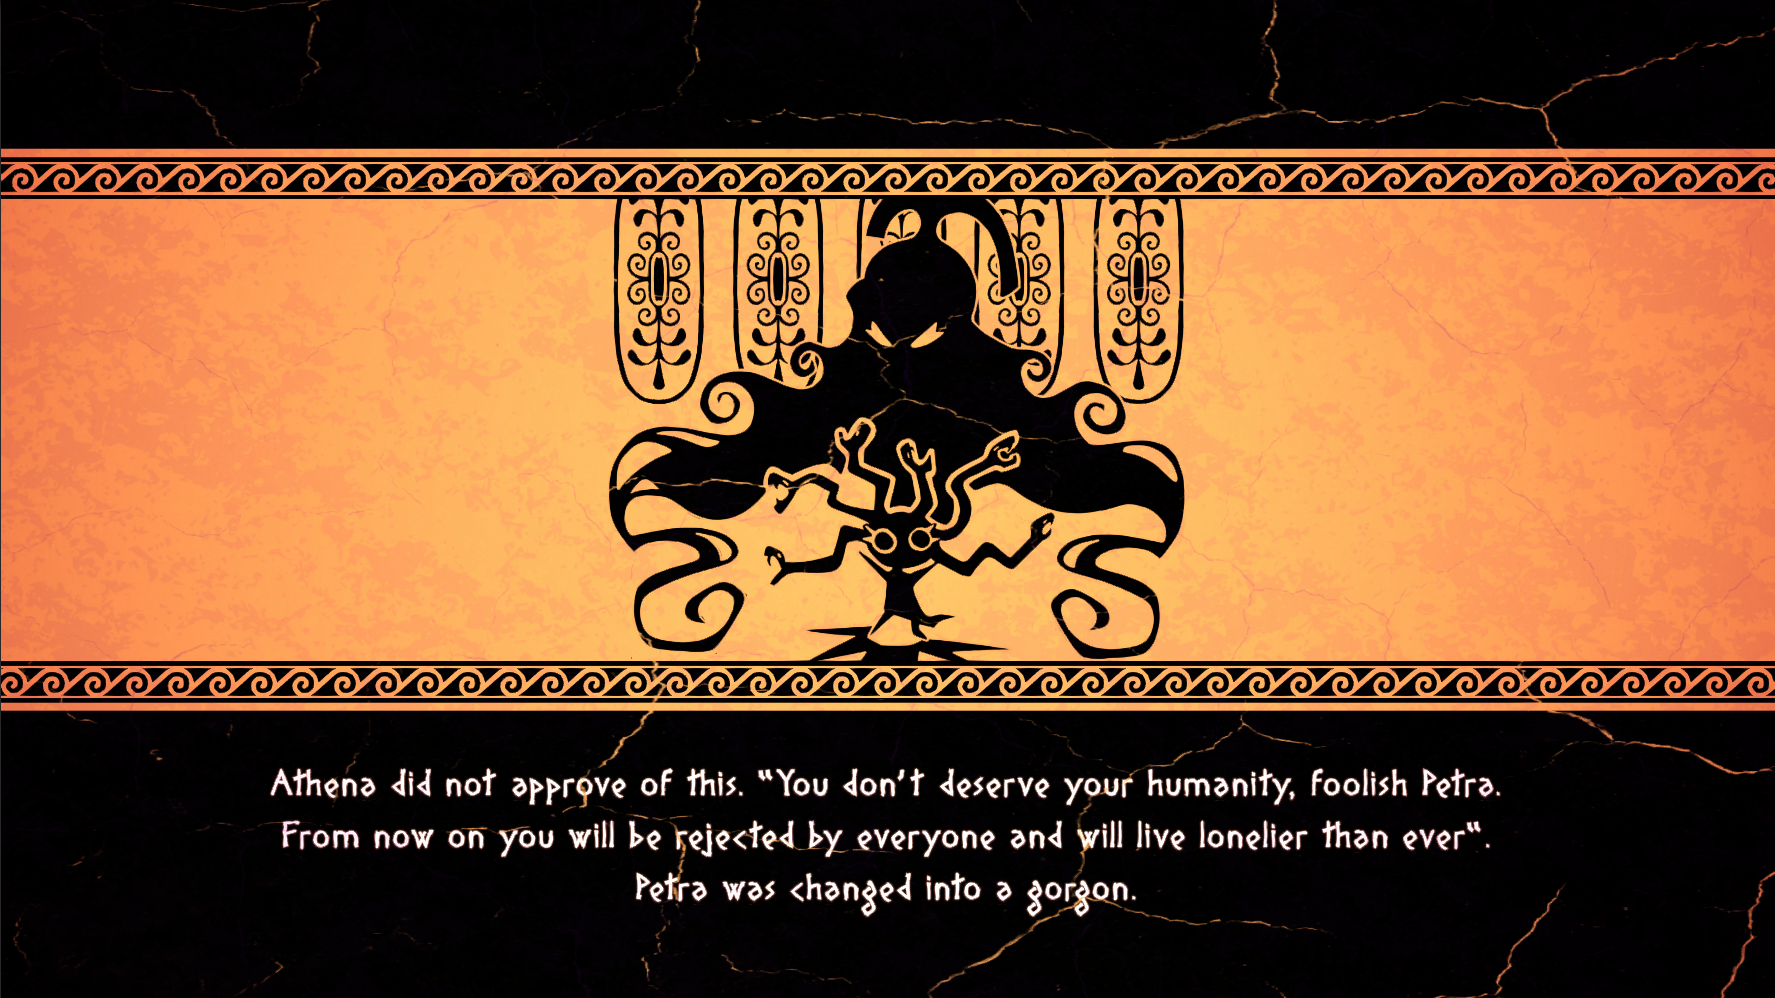 Athena did not approve of this. “You don't deserve your humanity, foolish Petra.
From now on you will be rejected by everyone and will live lonelier than ever“.
Petra was changed into a gorgon.